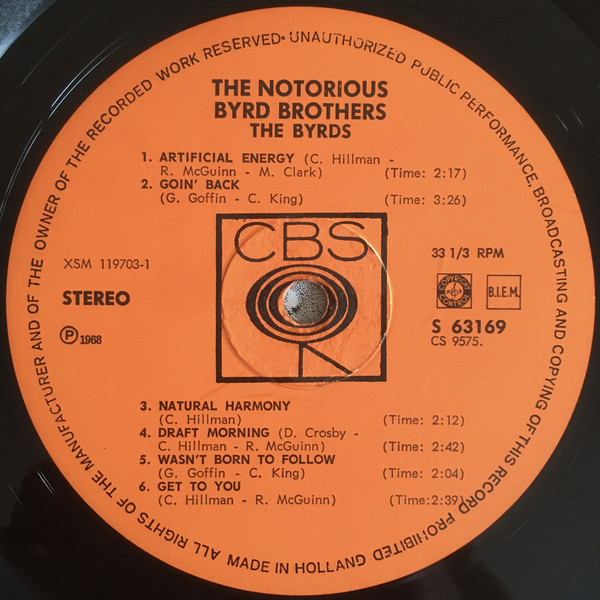 ALL RIGHTS OF THE MANUFACTURER AND OF THE OWNER OF THE RECORDED WORK RESERVED· UNAUTHORIZED PUBLIC PERFORMANCE, BROADCASTING AND COPYING OF THIS RECORD PROHIBITED
THE NOTORIOUS
BYRD BROTHERS
THE BYRDS
1. ARTIFICIAL ENERGY (C. Hillman -
R. McGuinn - M. Clark) (Time: 2:17)
2. GOIN' BACK
(G. Goffin - C. King) (Time: 3:26)
CBS
XSM 119703-1
STEREO
℗ 1968
33 1/3 RPM
COPYRIGHT CONTROL
B.I.E.M.
S 63169
CS 9575.
3. NATURAL HARMONY
(C. Hillman) (Time: 2:12)
4. DRAFT MORNING (D. Crosby -
C. Hillman - R. McGuinn) (Time: 2:42)
5. WASN'T BORN TO FOLLOW
(G. Goffin - C. King) (Time: 2:04)
6. GET TO YOU
(C. Hillman - R. McGuinn) (Time:2:39)
MADE IN HOLLAND